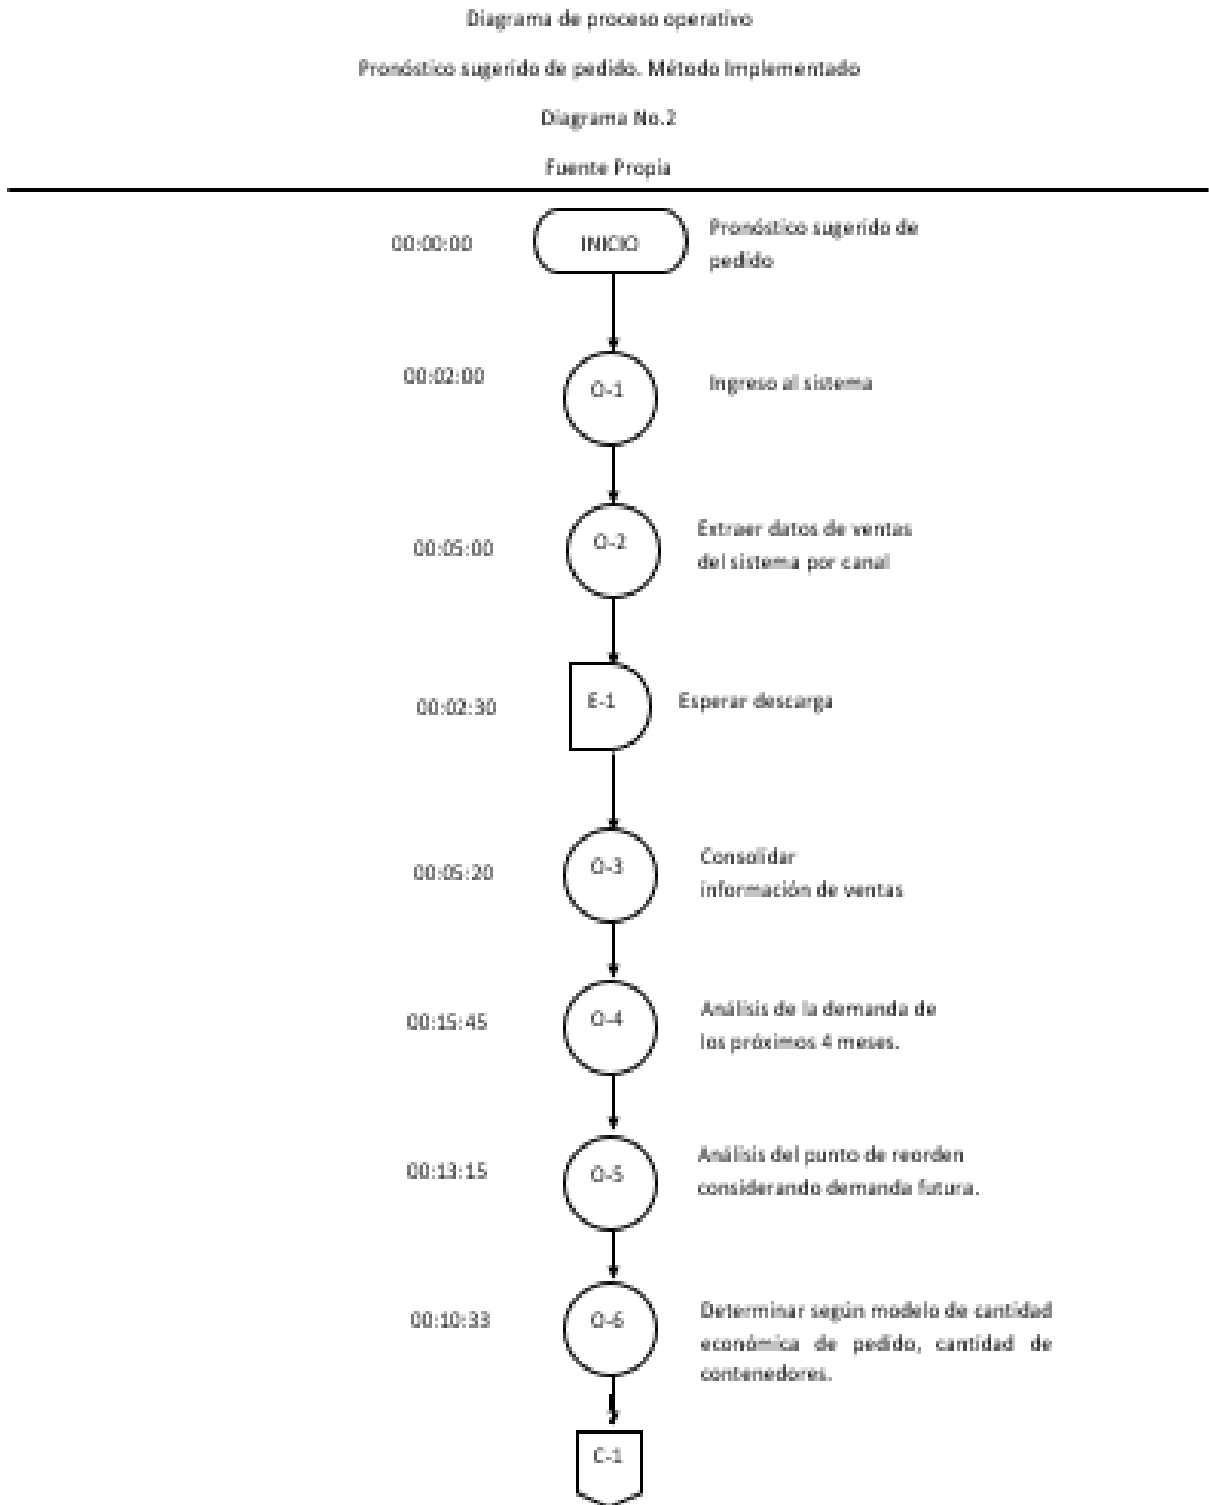 Diagrama de proceso operativo
Pronóstico sugerido de pedido. Método Implementado
Diagrama No.2
Fuente Propia
00:00:00
INICIO
Pronóstico sugerido de
pedido
00:02:00
O-1
Ingreso al sistema
00:05:00
O-2
Extraer datos de ventas
del sistema por canal
00:02:30
E-1
Esperar descarga
00:05:20
O-3
Consolidar
información de ventas
00:15:45
O-4
Análisis de la demanda de
los próximos 4 meses.
00:13:15
O-5
Análisis del punto de reorden
considerando demanda futura.
00:10:33
O-6
Determinar según modelo de cantidad
económica de pedido, cantidad de
contenedores.
C-1